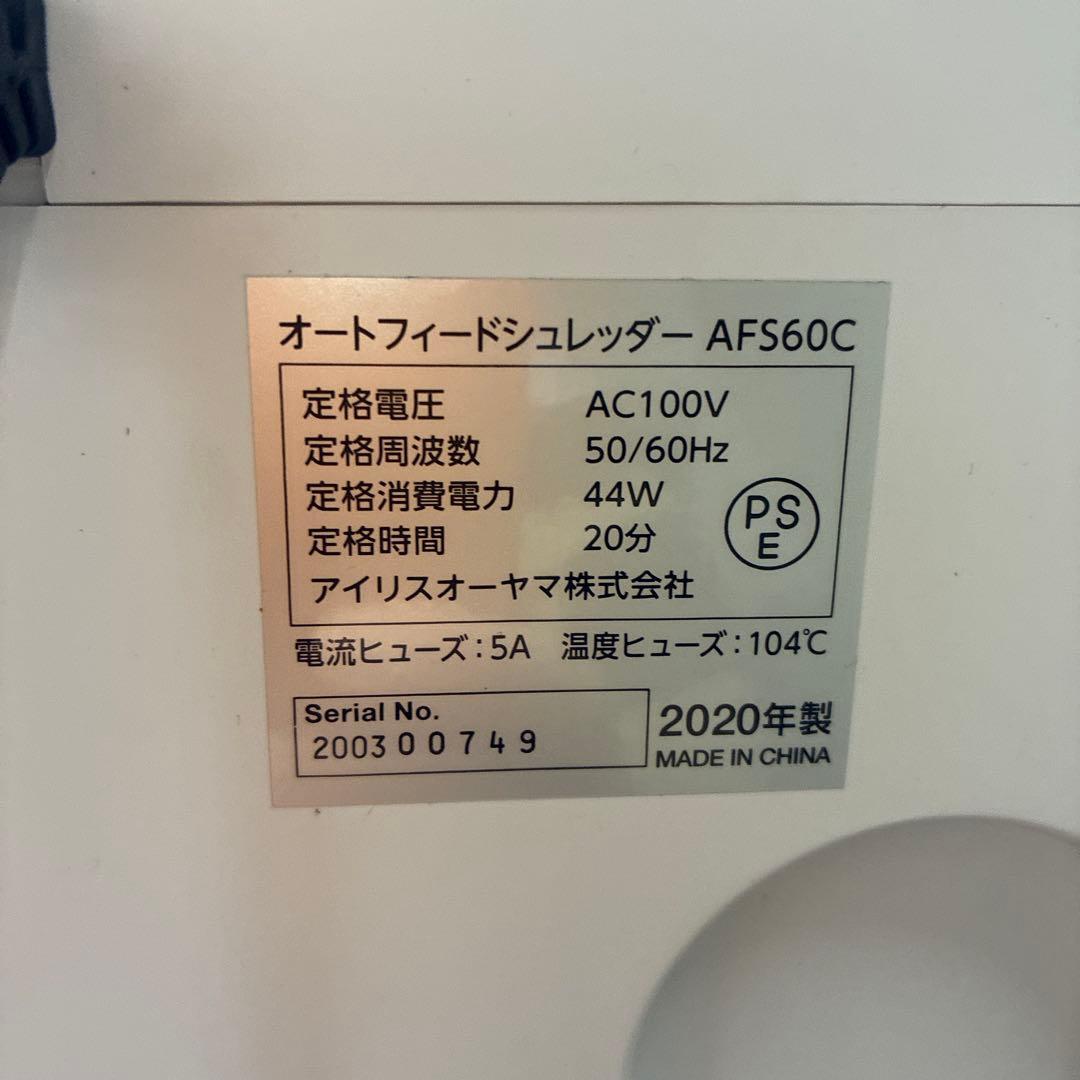 オートフィードシュレッダー AFS60C
定格電圧 AC100V
定格周波数 50/60Hz
定格消費電力 44W
定格時間 20分
PS
E
アイリスオーヤマ株式会社
電流ヒューズ:5A 温度ヒューズ:104℃
Serial No.
200300749
2020年製
MADE IN CHINA